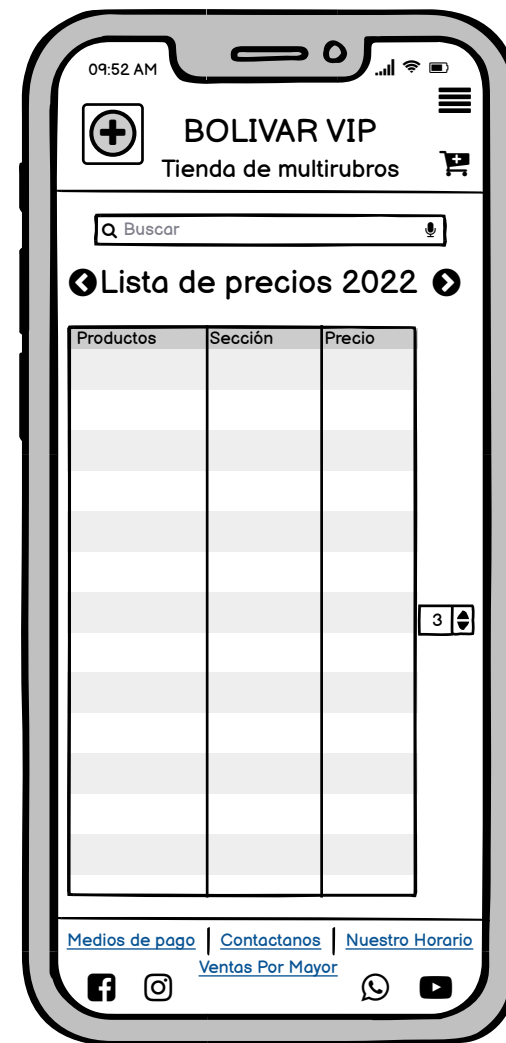 09:52 AM
BOLIVAR VIP
Tienda de multirubros
Buscar
Lista de precios 2022
Productos Sección Precio
3
Medios de pago Contactanos Nuestro Horario
Ventas Por Mayor